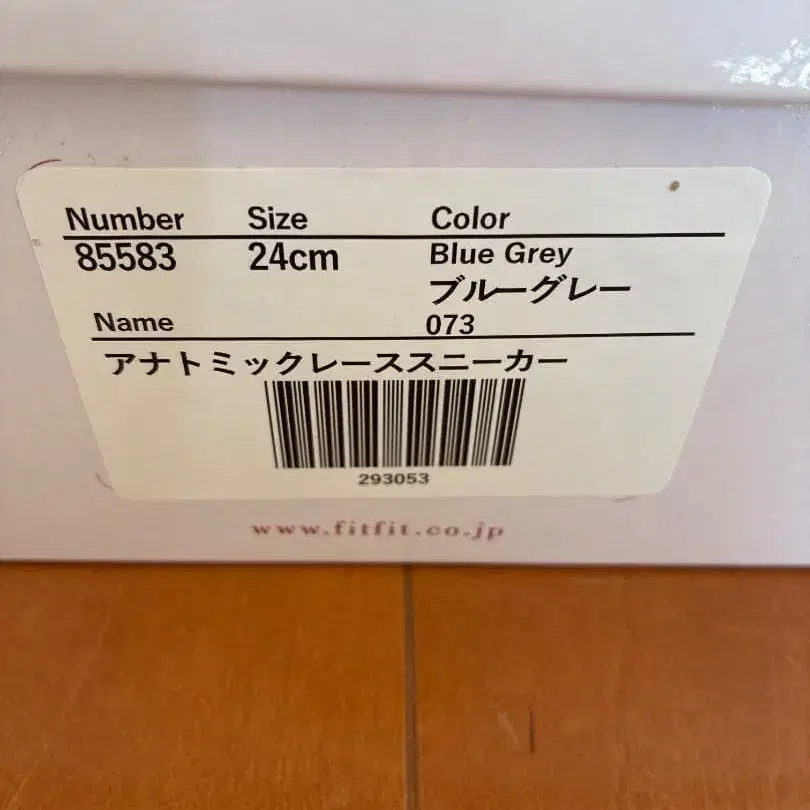 Number Size Color
85583 24cm Blue Grey
ブルーグレー
Name 073
アナトミックレーススニーカー
293053
www.fitfit.co.jp